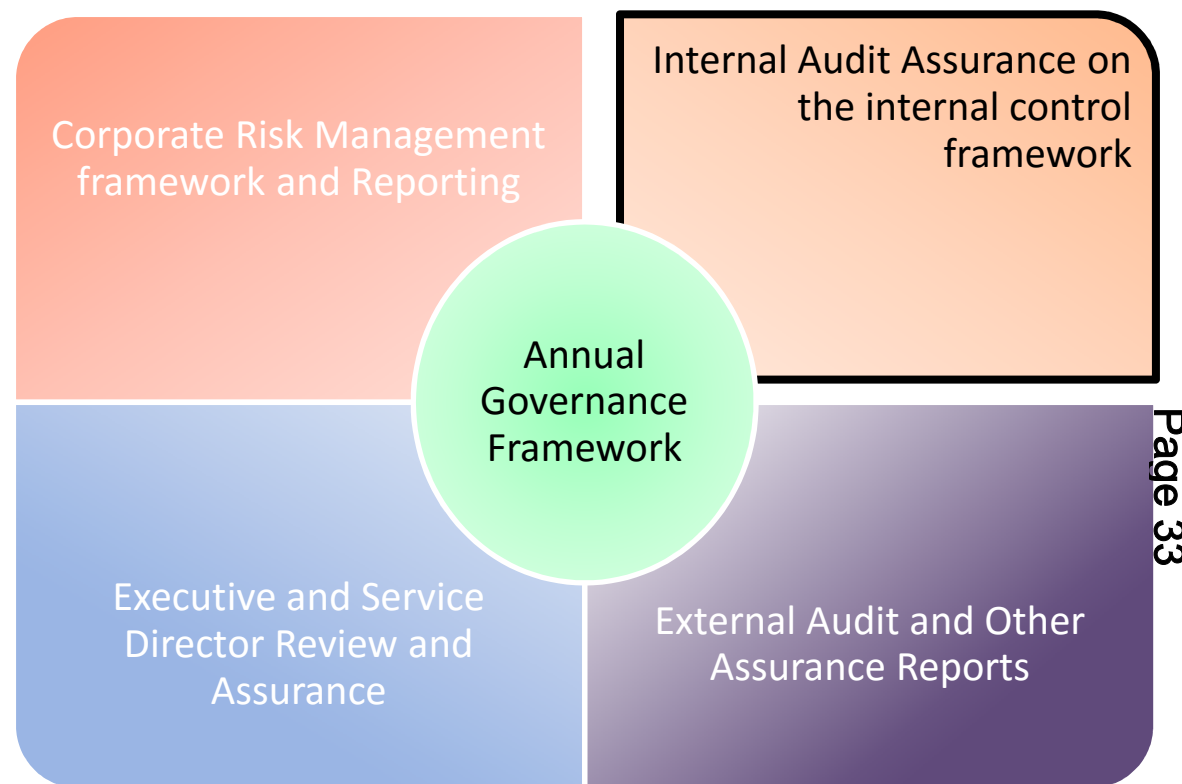 Corporate Risk Management
framework and Reporting
Internal Audit Assurance on
the internal control
framework
Annual
Governance
Framework
Executive and Service
Director Review and
Assurance
External Audit and Other
Assurance Reports
Page 33